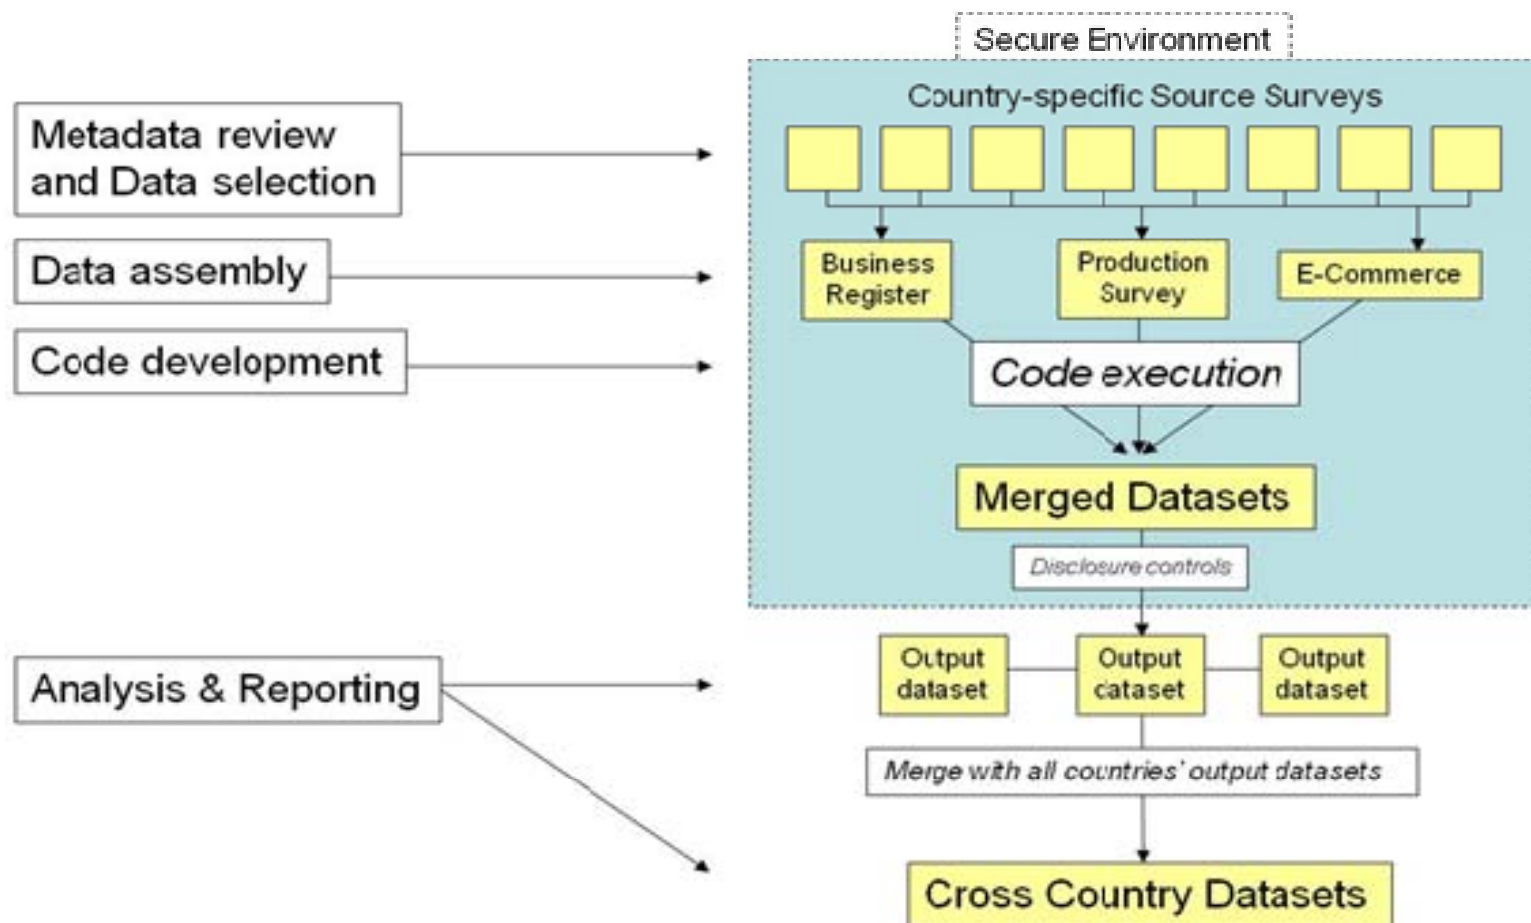 Secure Environment
Country-specific Source Surveys
Metadata review
and Data selection
Data assembly
Business
Register
Production
Survey
E-Commerce
Code development
Code execution
Merged Datasets
Disclosure controls
Analysis & Reporting
Output
dataset
Output
dataset
Output
dataset
Merge with all countries' output datasets
Cross Country Datasets